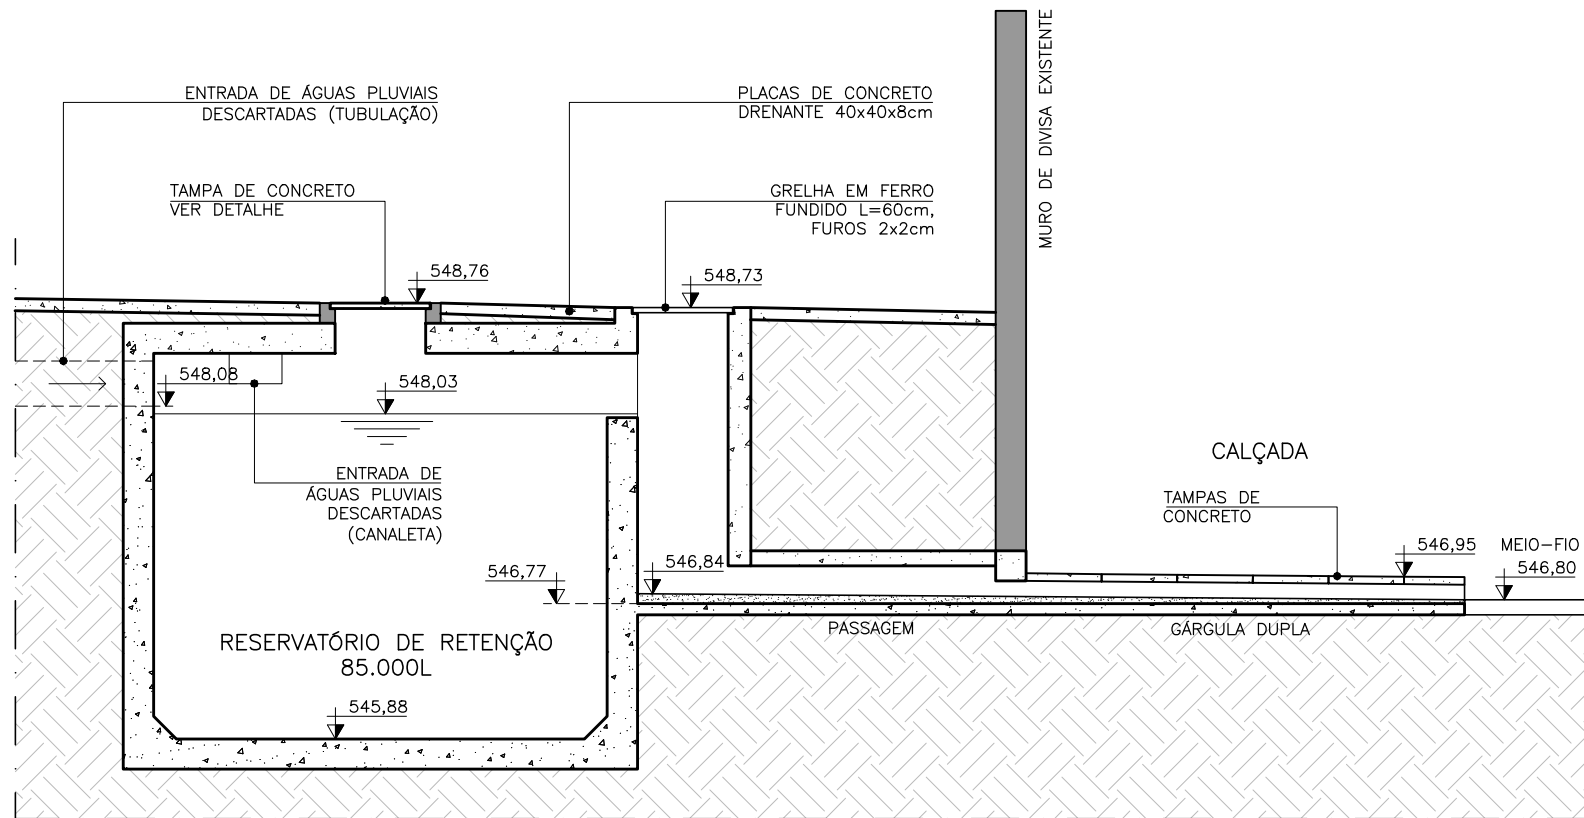 MURO DE DIVISA EXISTENTE
ENTRADA DE ÁGUAS PLUVIAIS
DESCARTADAS (TUBULAÇÃO)
PLACAS DE CONCRETO
DRENANTE 40x40x8cm
TAMPA DE CONCRETO
VER DETALHE
GRELHA EM FERRO
FUNDIDO L=60cm,
FUROS 2x2cm
548,76
548,73
548,08
548,03
ENTRADA DE
ÁGUAS PLUVIAIS
DESCARTADAS
(CANALETA)
CALÇADA
TAMPAS DE
CONCRETO
546,77
546,84
546,95
MEIO-FIO
546,80
RESERVATÓRIO DE RETENÇÃO
85.000L
PASSAGEM
GÁRGULA DUPLA
545,88